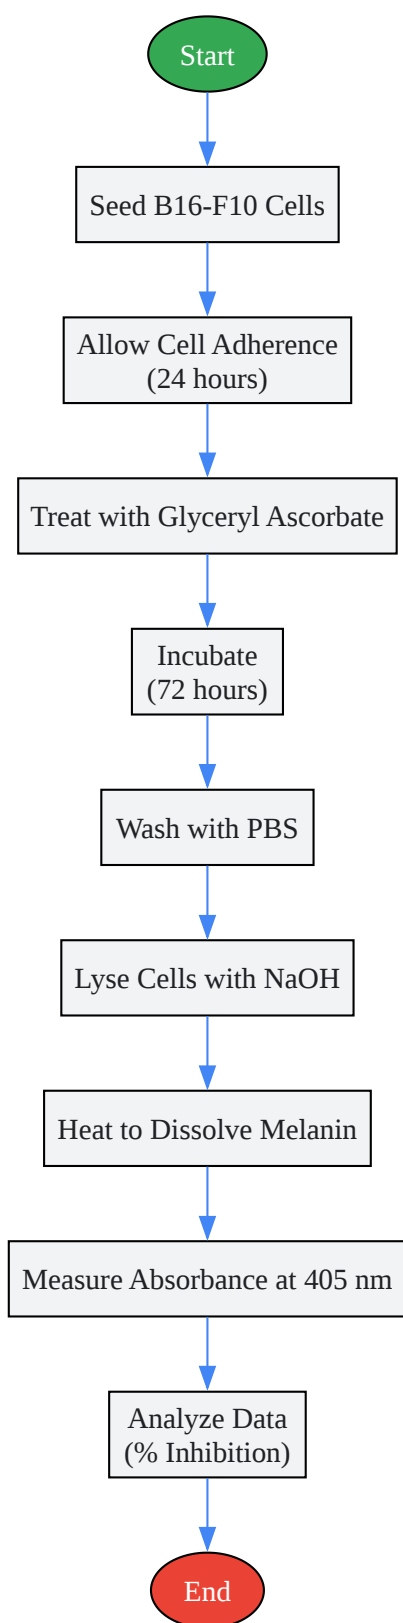 Start
Seed B16-F10 Cells
Allow Cell Adherence
(24 hours)
Treat with Glyceryl Ascorbate
Incubate
(72 hours)
Wash with PBS
Lyse Cells with NaOH
Heat to Dissolve Melanin
Measure Absorbance at 405 nm
Analyze Data
(% Inhibition)
End